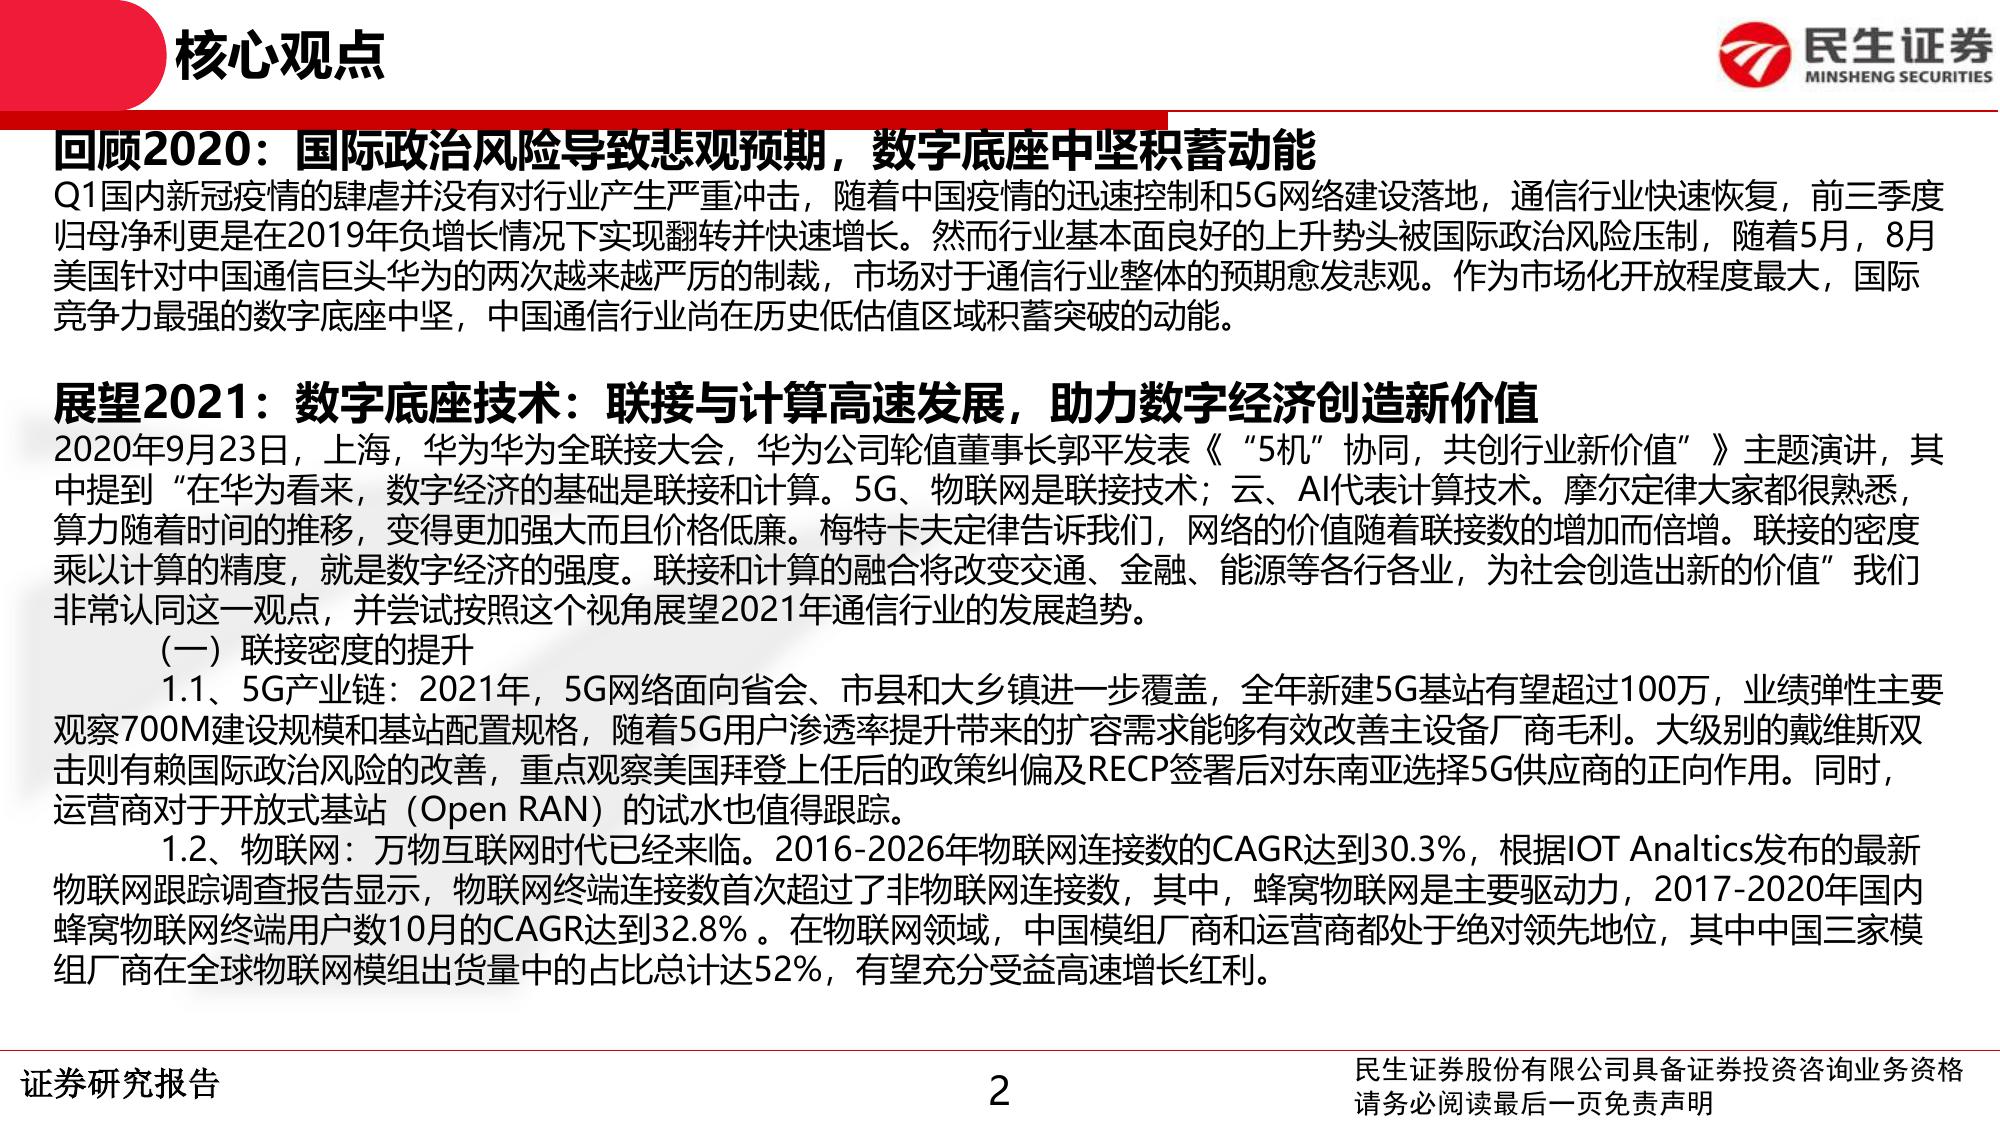 核心观点
民生证券
MINSHENG SECURITIES
回顾2020：国际政治风险导致悲观预期，数字底座中坚积蓄动能
Q1国内新冠疫情的肆虐并没有对行业产生严重冲击，随着中国疫情的迅速控制和5G网络建设落地，通信行业快速恢复，前三季度
归母净利更是在2019年负增长情况下实现翻转并快速增长。然而行业基本面良好的上升势头被国际政治风险压制，随着5月，8月
美国针对中国通信巨头华为的两次越来越严厉的制裁，市场对于通信行业整体的预期愈发悲观。作为市场化开放程度最大，国际
竞争力最强的数字底座中坚，中国通信行业尚在历史低估值区域积蓄突破的动能。
展望2021：数字底座技术：联接与计算高速发展，助力数字经济创造新价值
2020年9月23日，上海，华为华为全联接大会，华为公司轮值董事长郭平发表《“5机”协同，共创行业新价值”》主题演讲，其
中提到“在华为看来，数字经济的基础是联接和计算。5G、物联网是联接技术；云、AI代表计算技术。摩尔定律大家都很熟悉，
算力随着时间的推移，变得更加强大而且价格低廉。梅特卡夫定律告诉我们，网络的价值随着联接数的增加而倍增。联接的密度
乘以计算的精度，就是数字经济的强度。联接和计算的融合将改变交通、金融、能源等各行各业，为社会创造出新的价值”我们
非常认同这一观点，并尝试按照这个视角展望2021年通信行业的发展趋势。
（一）联接密度的提升
1.1、5G产业链：2021年，5G网络面向省会、市县和大乡镇进一步覆盖，全年新建5G基站有望超过100万，业绩弹性主要
观察700M建设规模和基站配置规格，随着5G用户渗透率提升带来的扩容需求能够有效改善主设备厂商毛利。大级别的戴维斯双
击则有赖国际政治风险的改善，重点观察美国拜登上任后的政策纠偏及RECP签署后对东南亚选择5G供应商的正向作用。同时，
运营商对于开放式基站（Open RAN）的试水也值得跟踪。
1.2、物联网：万物互联网时代已经来临。2016-2026年物联网连接数的CAGR达到30.3%，根据IOT Analtics发布的最新
物联网跟踪调查报告显示，物联网终端连接数首次超过了非物联网连接数，其中，蜂窝物联网是主要驱动力，2017-2020年国内
蜂窝物联网终端用户数10月的CAGR达到32.8% 。在物联网领域，中国模组厂商和运营商都处于绝对领先地位，其中中国三家模
组厂商在全球物联网模组出货量中的占比总计达52%，有望充分受益高速增长红利。
证券研究报告
2
民生证券股份有限公司具备证券投资咨询业务资格
请务必阅读最后一页免责声明